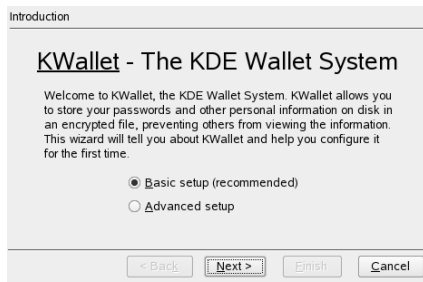 Introduction
KWallet - The KDE Wallet System
Welcome to KWallet, the KDE Wallet System. KWallet allows you
to store your passwords and other personal information on disk in
an encrypted file, preventing others from viewing the information.
This wizard will tell you about KWallet and help you configure it
for the first time.
Basic setup (recommended)
Advanced setup
< Back
Next >
Finish
Cancel